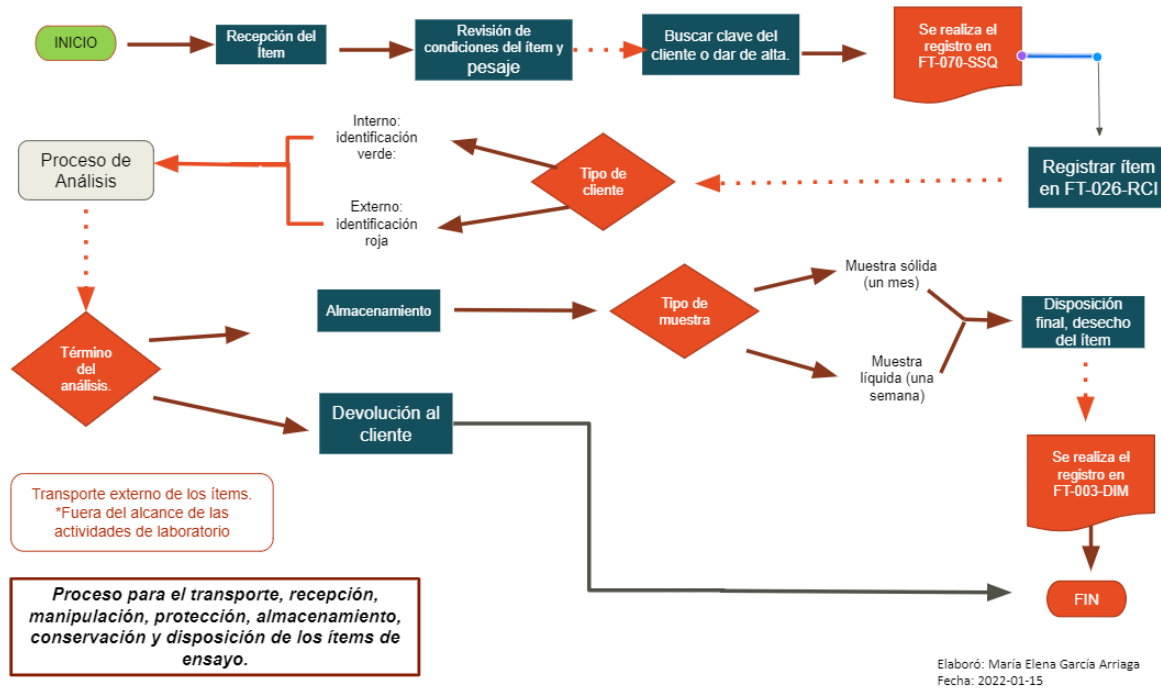 INICIO
Recepción del
Ítem
Revisión de
condiciones del ítem y
pesaje
Buscar clave del
cliente o dar de alta.
Se realiza el
registro en
FT-070-SSQ
Proceso de
Análisis
Interno:
identificación
verde:
Externo:
identificación
roja
Tipo de
cliente
Registrar ítem
en FT-026-RCI
Término
del
análisis.
Almacenamiento
Tipo de
muestra
Muestra sólida
(un mes)
Muestra
líquida (una
semana)
Disposición
final, desecho
del ítem
Devolución al
cliente
Se realiza el
registro en
FT-003-DIM
Transporte externo de los ítems.
*Fuera del alcance de las
actividades de laboratorio
FIN
Proceso para el transporte, recepción,
manipulación, protección, almacenamiento,
conservación y disposición de los ítems de
ensayo.
Elaboró: María Elena García Arriaga
Fecha: 2022-01-15